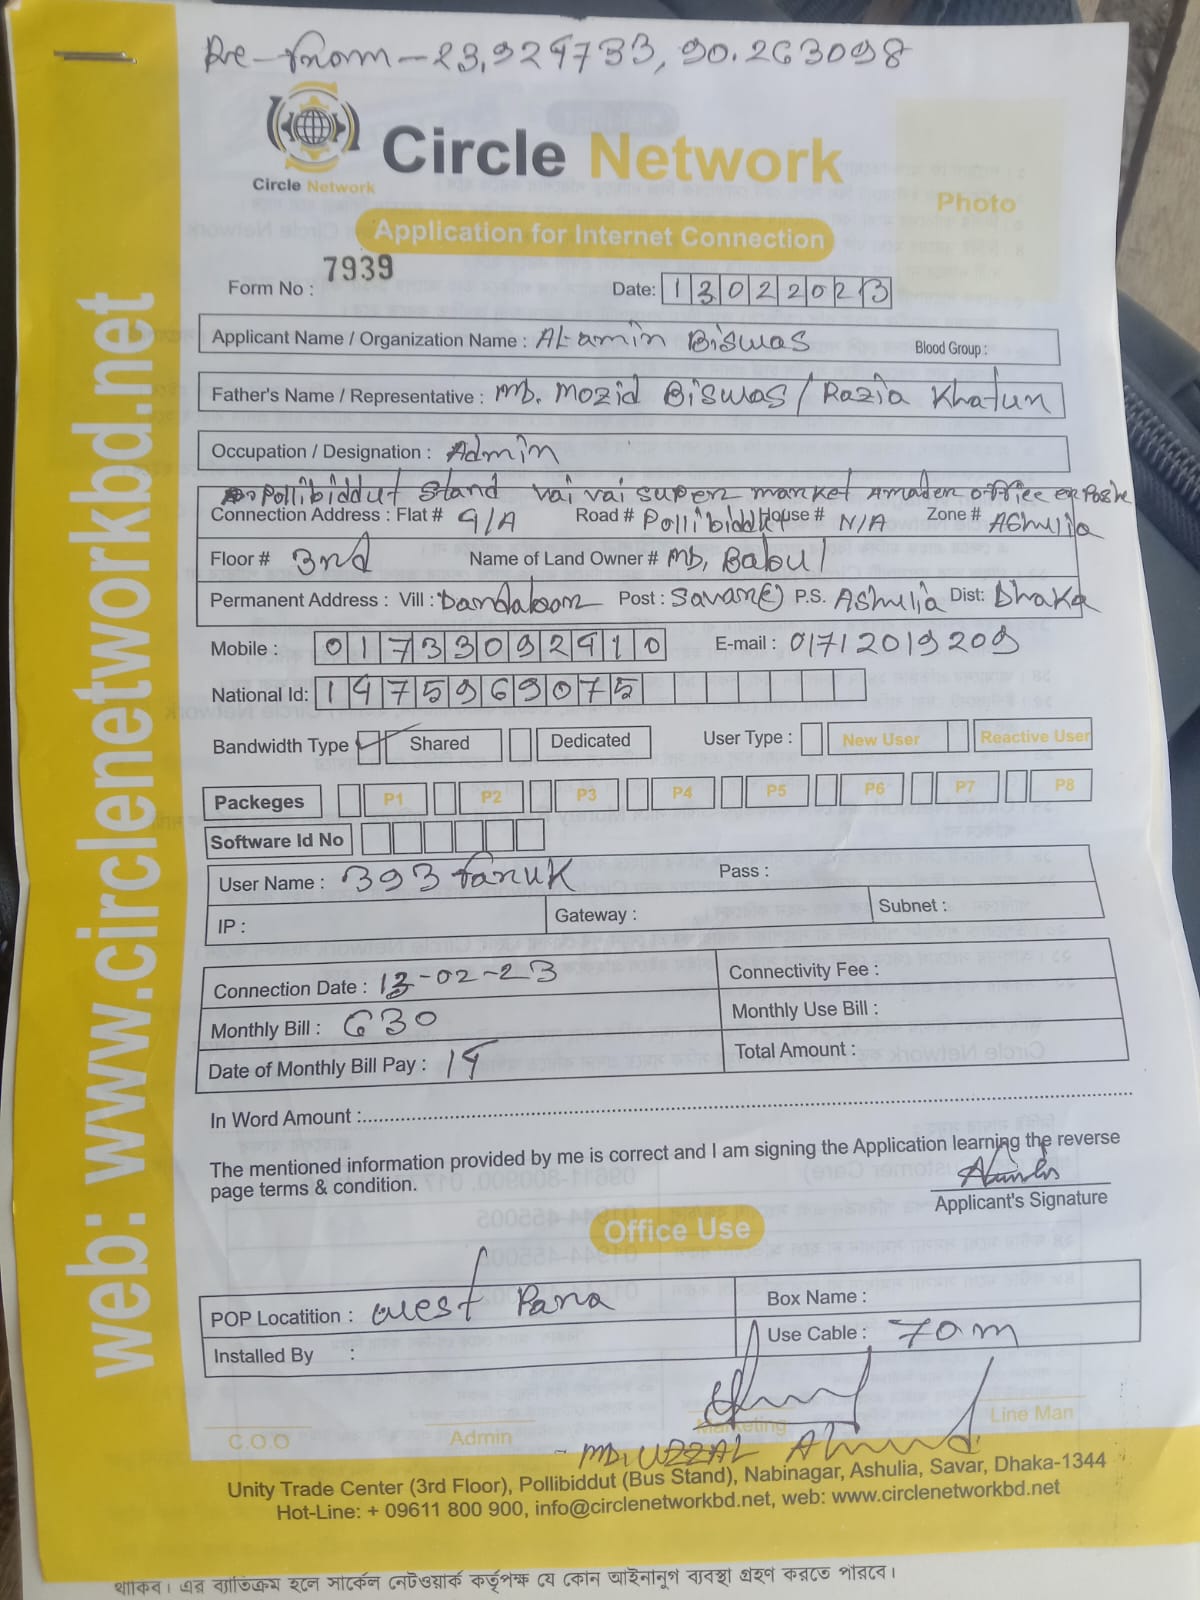 Pre-from-23,924733, 90.263098
Circle Network
Circle Network
Photo
Application for Internet Connection
Form No : 7939 Date: 13022023
Applicant Name / Organization Name : Al-amin Biswas Blood Group :
Father's Name / Representative : MD. Mozid Biswas / Razia Khatun
Occupation / Designation : Admin
Pollibiddut Stand vai vai super market Amader office er Pashe
Connection Address : Flat # 4/A Road # Pollibiddut House # N/A Zone # Ashulia
Floor # 3rd Name of Land Owner # MD, Babul
Permanent Address : Vill : Post : Savar P.S. Ashulia Dist: Dhaka
Mobile : 01733092410 E-mail : 01712019209
National Id: 1475969075
Bandwidth Type Shared Dedicated User Type : New User Reactive User
Packeges P1 P2 P3 P4 P5 P6 P7 P8
Software Id No
User Name : 393 faruk Pass :
IP : Gateway : Subnet :
Connection Date : 13-02-23 Connectivity Fee :
Monthly Bill : 630 Monthly Use Bill :
Date of Monthly Bill Pay : 14 Total Amount :
In Word Amount :
The mentioned information provided by me is correct and I am signing the Application learning the reverse
page terms & condition.
Applicant's Signature
Office Use
POP Locatition : West Para Box Name :
Installed By : Use Cable : 70m
C.O.O Admin Marketing Line Man
- MD, UZZAL Ahmed
Unity Trade Center (3rd Floor), Pollibiddut (Bus Stand), Nabinagar, Ashulia, Savar, Dhaka-1344
Hot-Line: + 09611 800 900, info@circlenetworkbd.net, web: www.circlenetworkbd.net
web: www.circlenetworkbd.net
থাকিব। এর ব্যতিক্রম হলে সার্কেল নেটওয়ার্ক কর্তৃপক্ষ যে কোন আইনানুগ ব্যবস্থা গ্রহণ করতে পারবে।